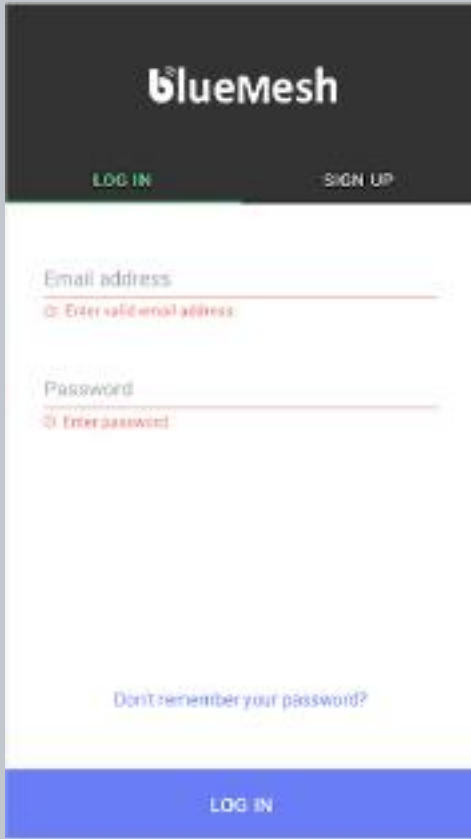 blueMesh
LOG IN
SIGN UP
Email address
Enter valid email address
Password
Enter password
Don't remember your password?
LOG IN